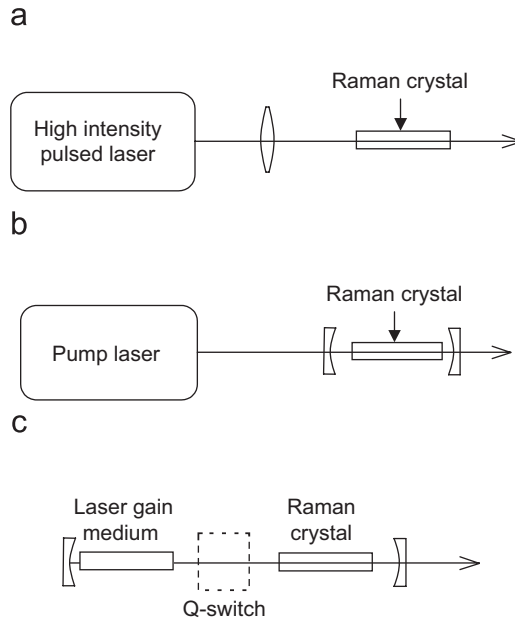 a
Raman crystal
High intensity
pulsed laser
b
Raman crystal
Pump laser
c
Laser gain
medium
Raman
crystal
Q-switch